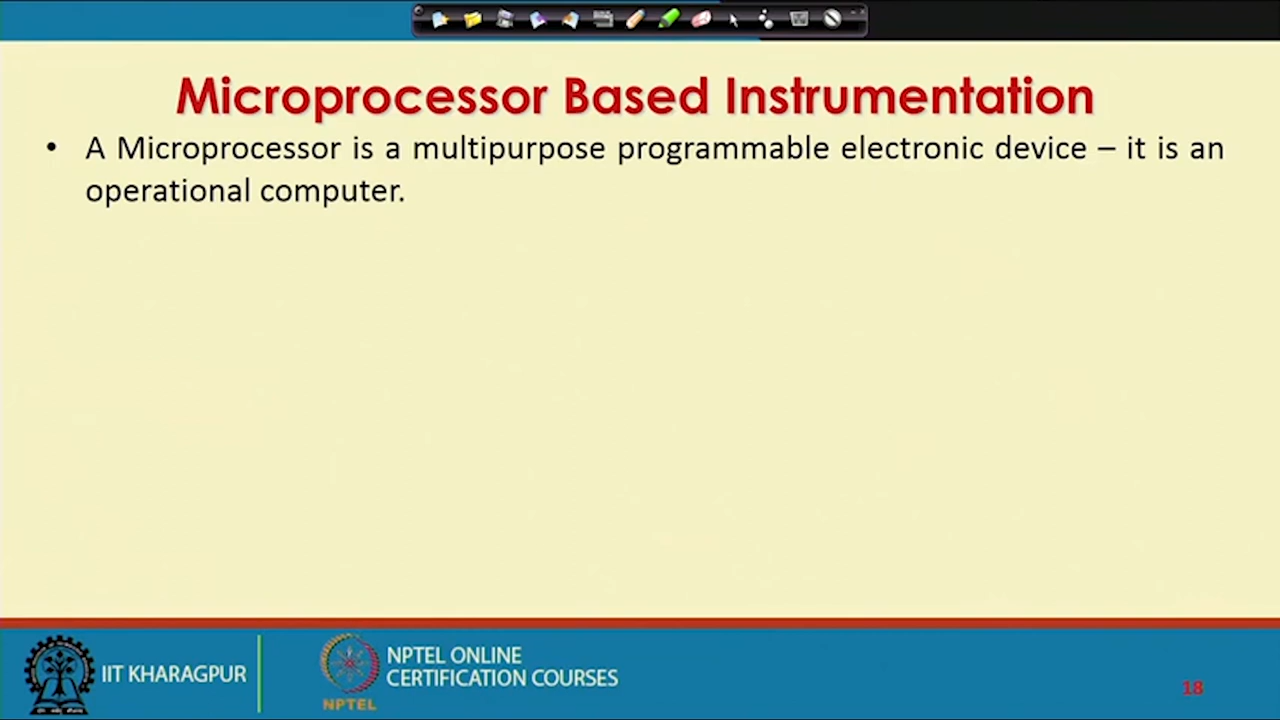 Microprocessor Based Instrumentation
• A Microprocessor is a multipurpose programmable electronic device – it is an
operational computer.
IIT KHARAGPUR
NPTEL ONLINE
CERTIFICATION COURSES
NPTEL
18